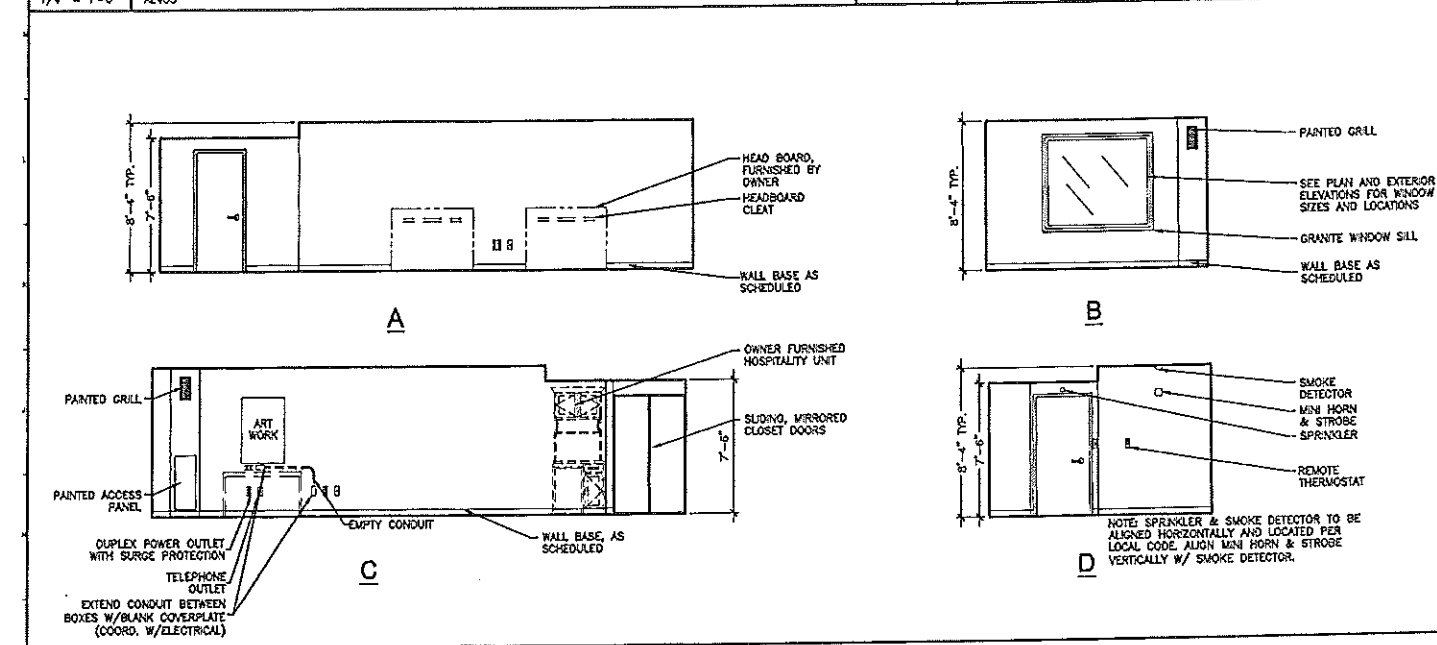 8'-4" TYP.
7'-6"
HEAD BOARD,
FURNISHED BY
OWNER
HEADBOARD
CLEAT
WALL BASE AS
SCHEDULED
A
8'-4" TYP.
PAINTED GRILL
SEE PLAN AND EXTERIOR
ELEVATIONS FOR WINDOW
SIZES AND LOCATIONS
GRANITE WINDOW SILL
WALL BASE AS
SCHEDULED
B
PAINTED GRILL
ART
WORK
PAINTED ACCESS
PANEL
DUPLEX POWER OUTLET
WITH SURGE PROTECTION
TELEPHONE
OUTLET
EXTEND CONDUIT BETWEEN
BOXES W/BLANK COVERPLATE
(COORD. W/ELECTRICAL)
EMPTY CONDUIT
WALL BASE, AS
SCHEDULED
OWNER FURNISHED
HOSPITALITY UNIT
SLIDING, MIRRORED
CLOSET DOORS
7'-6"
C
8'-4" TYP.
7'-6"
SMOKE
DETECTOR
MINI HORN
& STROBE
SPRINKLER
REMOTE
THERMOSTAT
NOTE: SPRINKLER & SMOKE DETECTOR TO BE
ALIGNED HORIZONTALLY AND LOCATED PER
LOCAL CODE. ALIGN MINI HORN & STROBE
VERTICALLY W/ SMOKE DETECTOR.
D